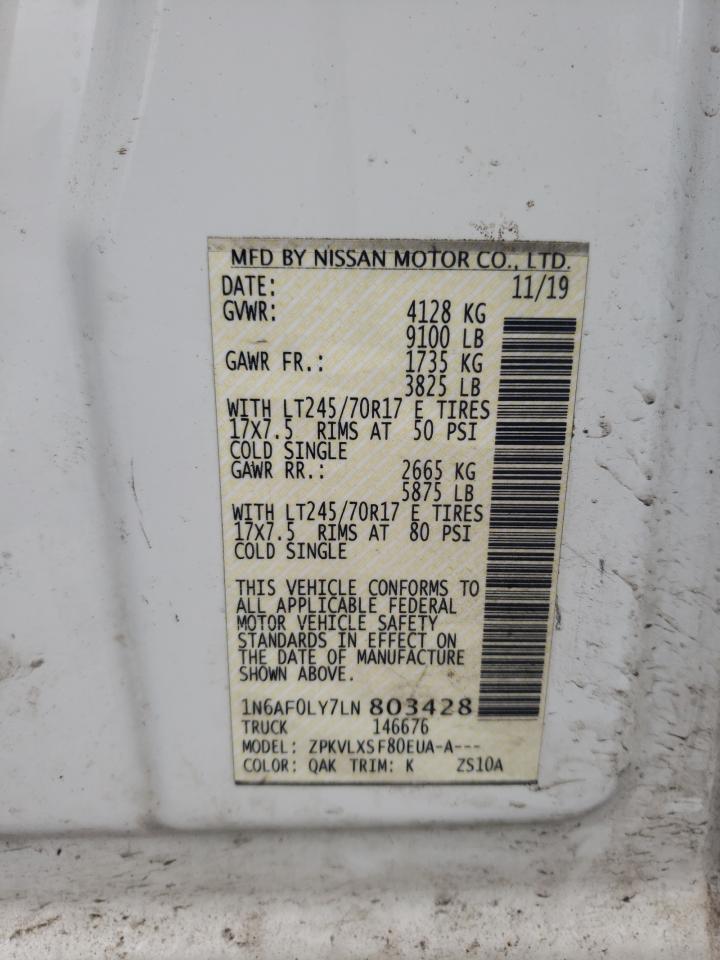 MFD BY NISSAN MOTOR CO., LTD.
DATE: 11/19
GVWR: 4128 KG
9100 LB
GAWR FR.: 1735 KG
3825 LB
WITH LT245/70R17 E TIRES
17X7.5 RIMS AT 50 PSI
COLD SINGLE
GAWR RR.: 2665 KG
5875 LB
WITH LT245/70R17 E TIRES
17X7.5 RIMS AT 80 PSI
COLD SINGLE
THIS VEHICLE CONFORMS TO
ALL APPLICABLE FEDERAL
MOTOR VEHICLE SAFETY
STANDARDS IN EFFECT ON
THE DATE OF MANUFACTURE
SHOWN ABOVE.
1N6AF0LY7LN 803428
TRUCK 146676
MODEL: ZPKVLXSF80EUA-A---
COLOR: QAK TRIM: K ZS10A